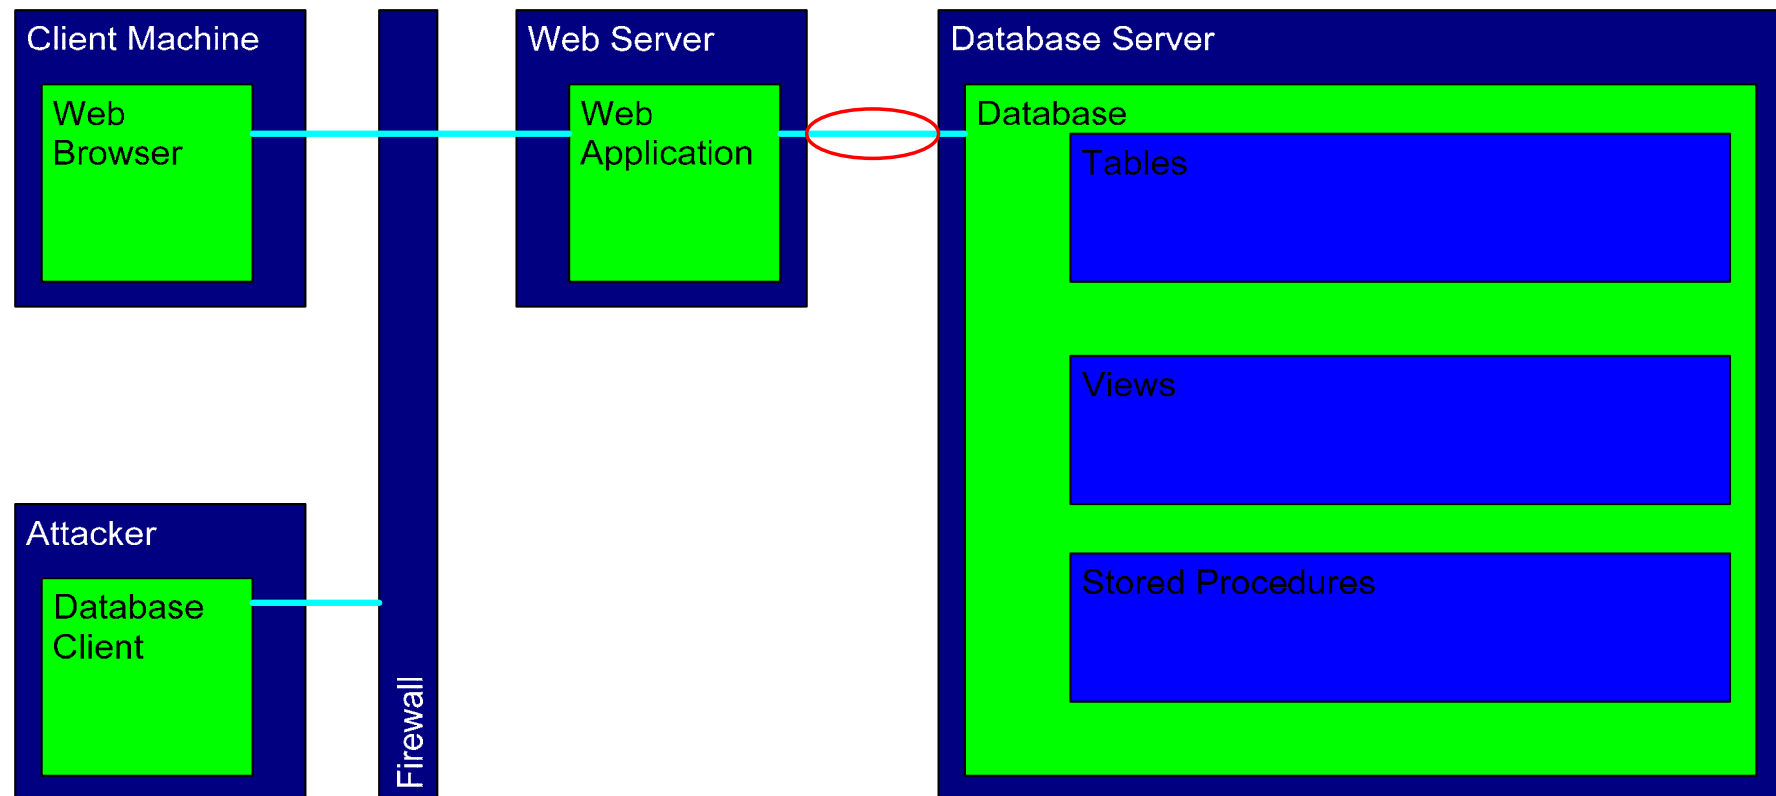 Client Machine
Web
Browser
Web Server
Web
Application
Database Server
Database
Tables
Views
Stored Procedures
Attacker
Database
Client
Firewall